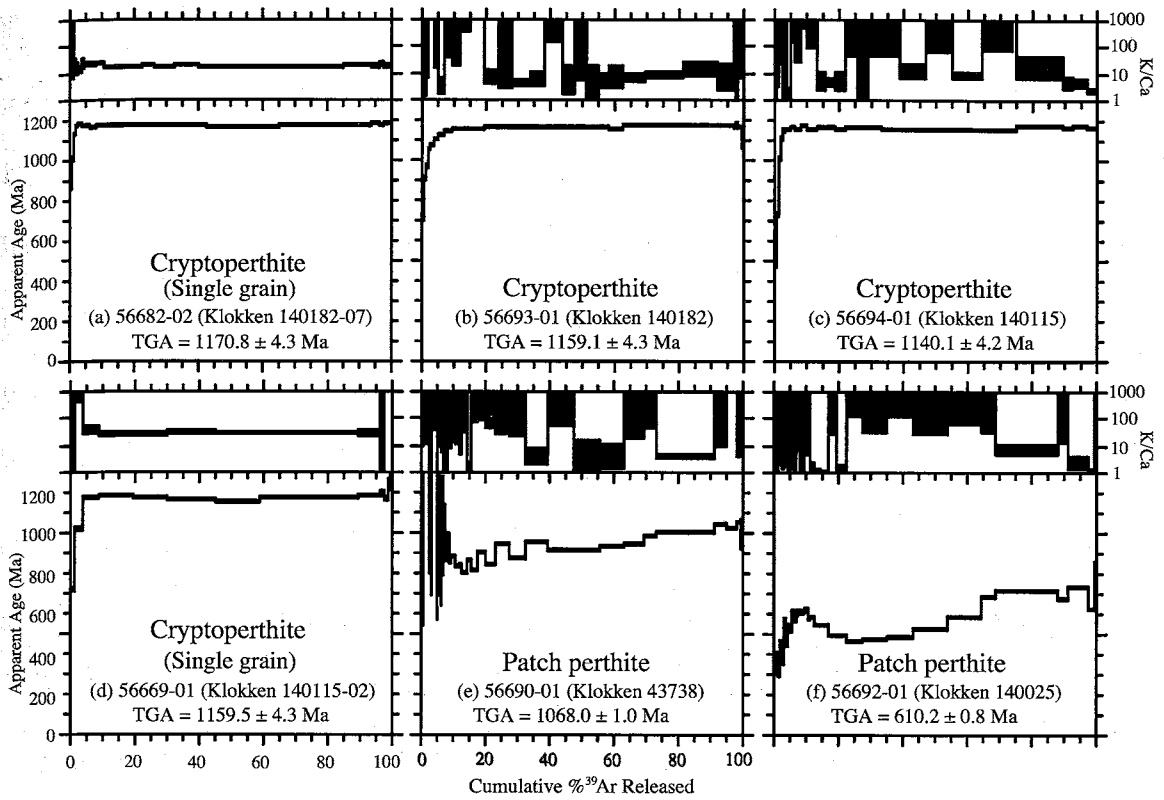 1000
100
10
1
K/Ca
1200
1000
800
600
400
200
0
Apparent Age (Ma)
Cryptoperthite
(Single grain)
(a) 56682-02 (Klokken 140182-07)
TGA = 1170.8 ± 4.3 Ma
Cryptoperthite
(b) 56693-01 (Klokken 140182)
TGA = 1159.1 ± 4.3 Ma
Cryptoperthite
(c) 56694-01 (Klokken 140115)
TGA = 1140.1 ± 4.2 Ma
1000
100
10
1
K/Ca
1200
1000
800
600
400
200
0
Apparent Age (Ma)
Cryptoperthite
(Single grain)
(d) 56669-01 (Klokken 140115-02)
TGA = 1159.5 ± 4.3 Ma
Patch perthite
(e) 56690-01 (Klokken 43738)
TGA = 1068.0 ± 1.0 Ma
Patch perthite
(f) 56692-01 (Klokken 140025)
TGA = 610.2 ± 0.8 Ma
0 20 40 60 80 100
0 20 40 60 80 100
0 20 40 60 80 100
Cumulative %³⁹Ar Released